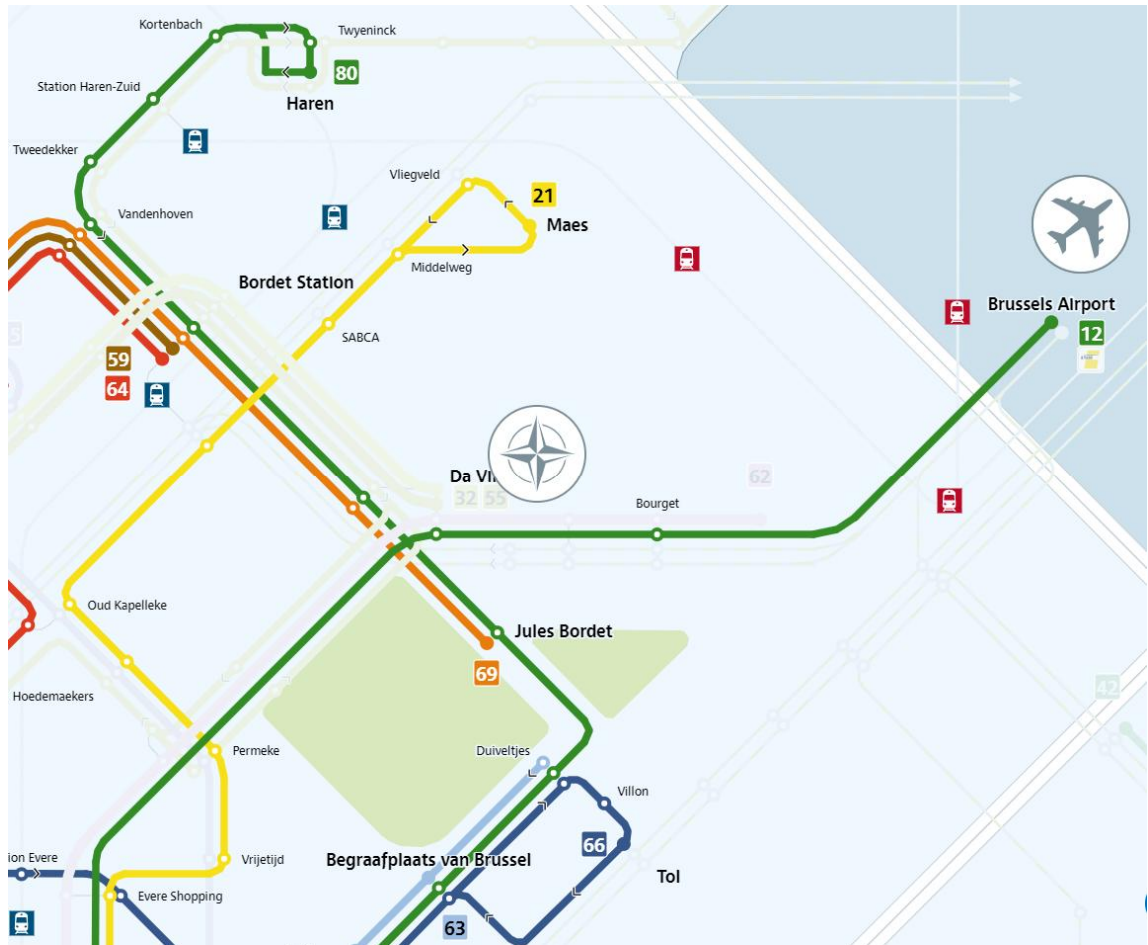 Kortenbach
Twyeninck
80
Haren
Station Haren-Zuid
Tweedekker
Vliegveld
21
Maes
Vandenhoven
Middelweg
Bordet Station
SABCA
Brussels Airport
12
59
64
Da
32 55
62
Bourget
Oud Kapelleke
Jules Bordet
69
Hoedemaekers
42
Permeke
Duiveltjes
Villon
66
Vrijetijd
Begraafplaats van Brussel
Tol
Evere
Evere Shopping
63